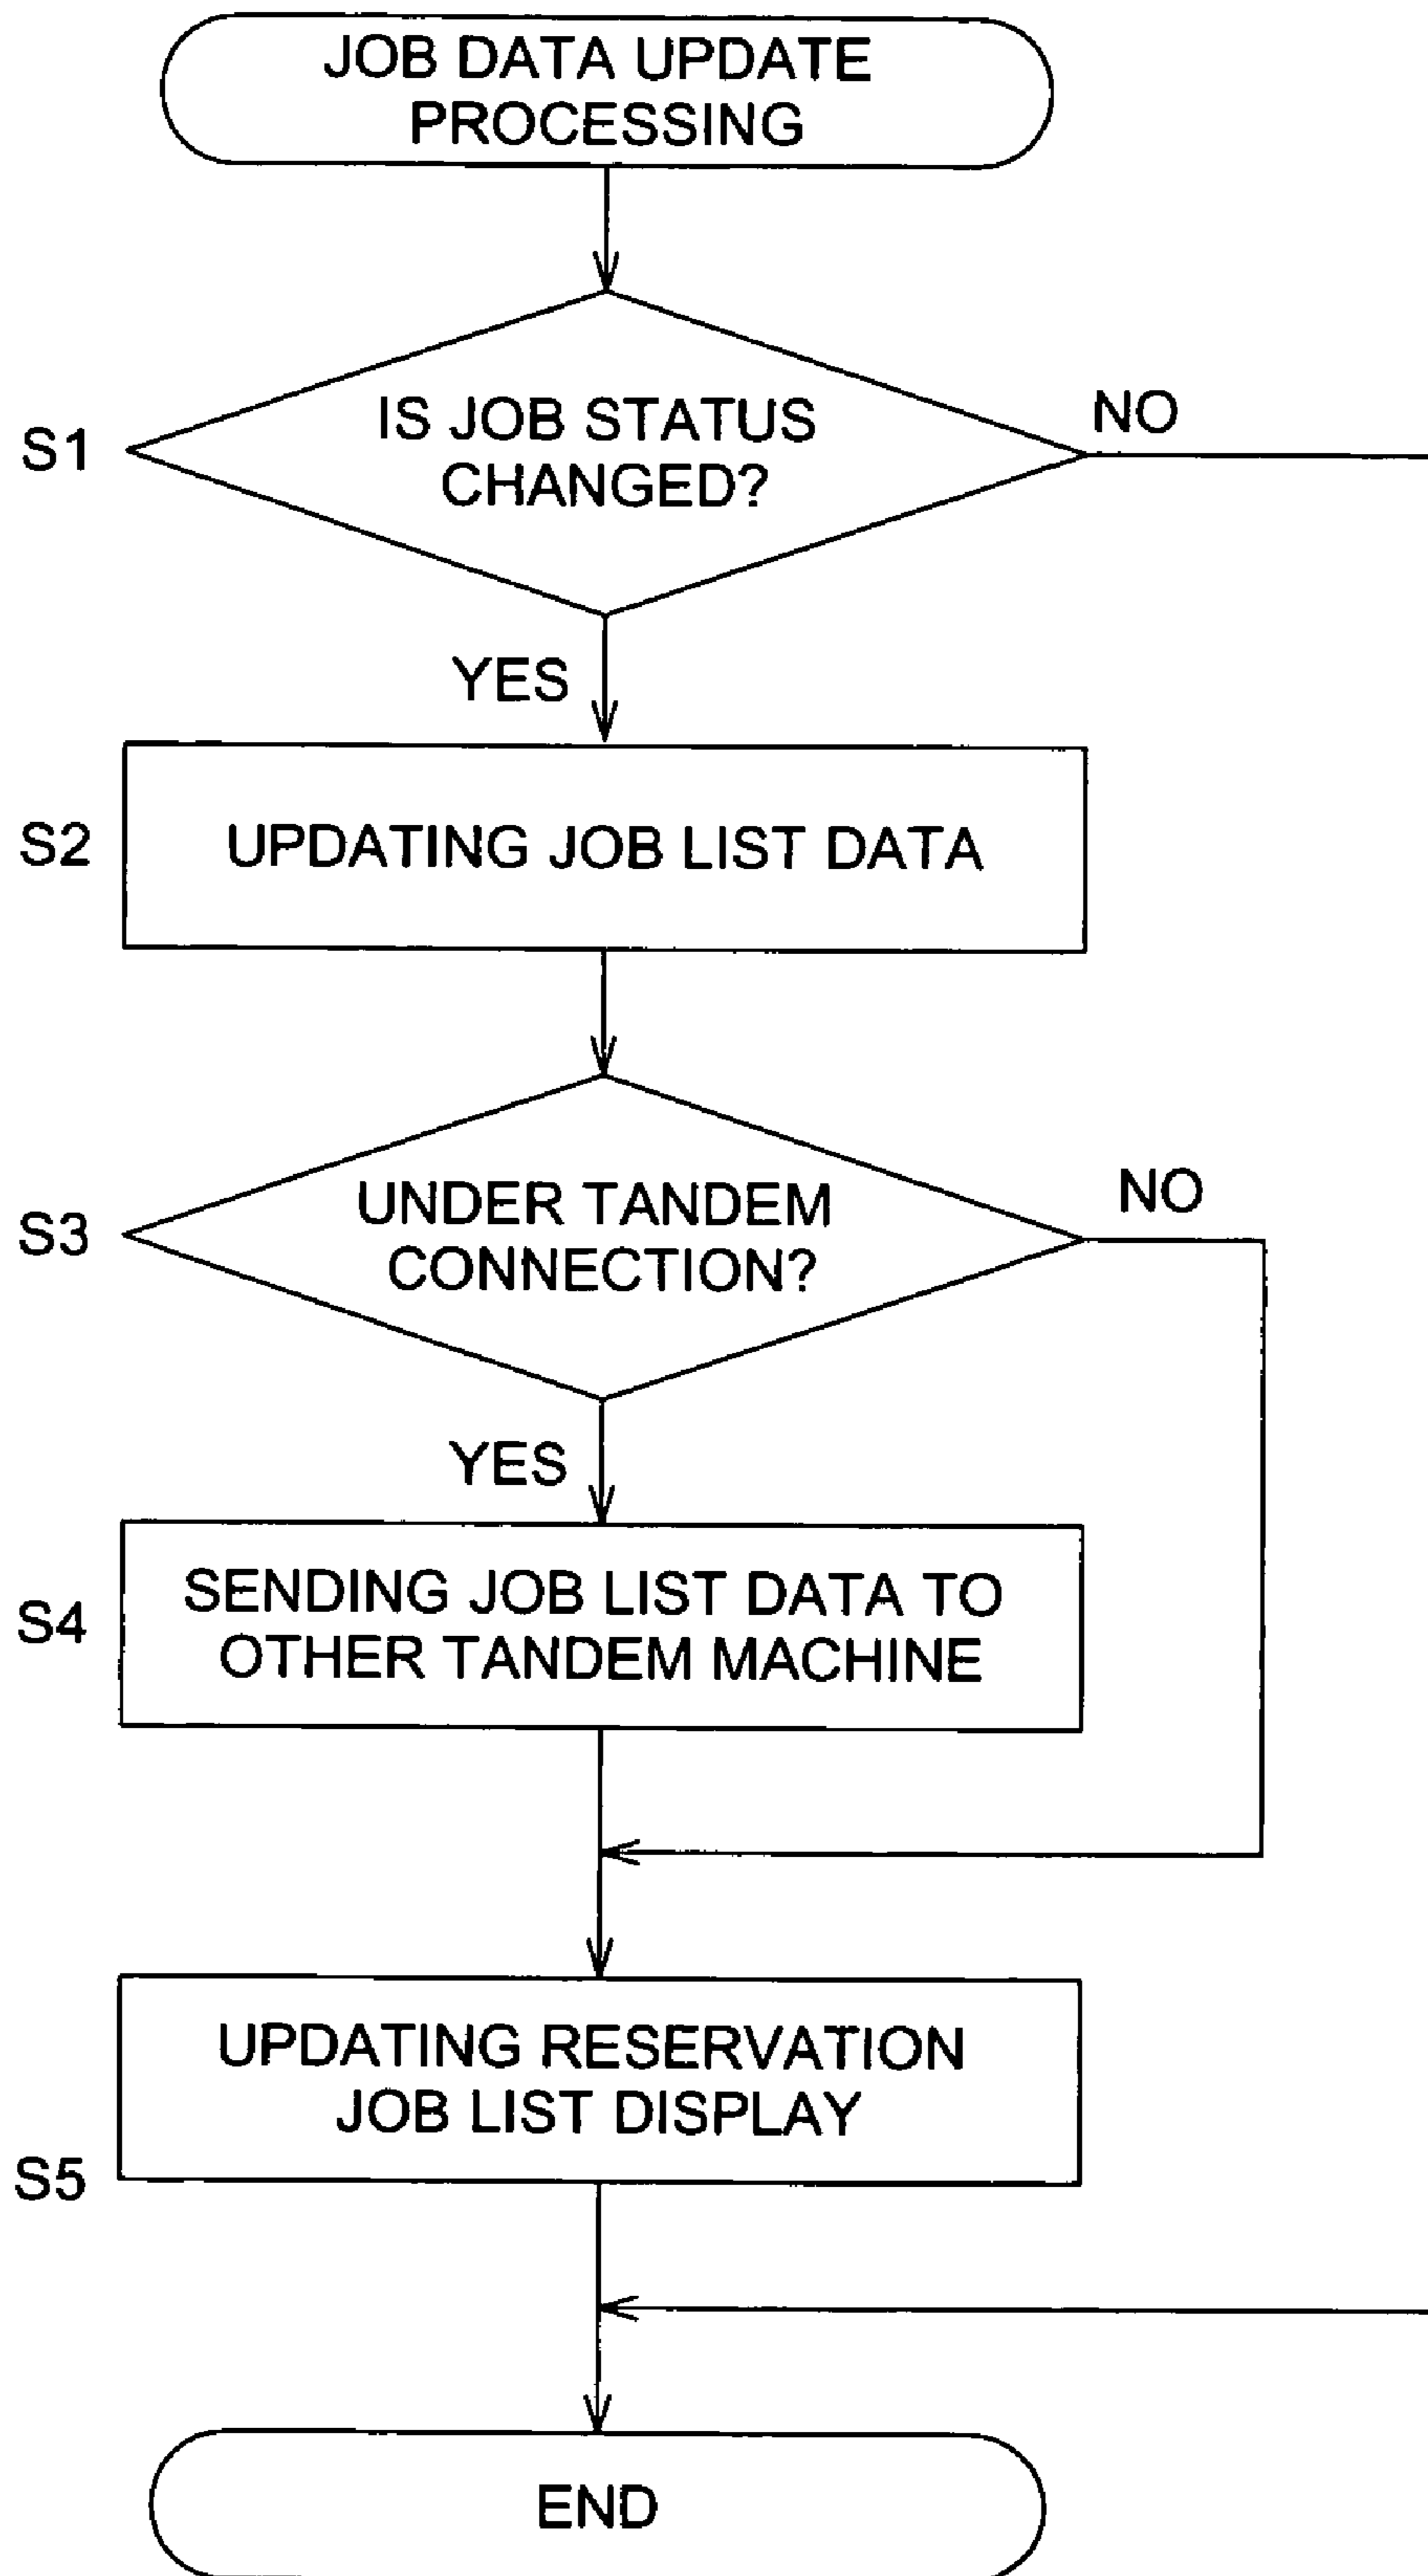 JOB DATA UPDATE
PROCESSING
S1
IS JOB STATUS
CHANGED?
NO
YES
S2
UPDATING JOB LIST DATA
S3
UNDER TANDEM
CONNECTION?
NO
YES
S4
SENDING JOB LIST DATA TO
OTHER TANDEM MACHINE
UPDATING RESERVATION
JOB LIST DISPLAY
S5
END